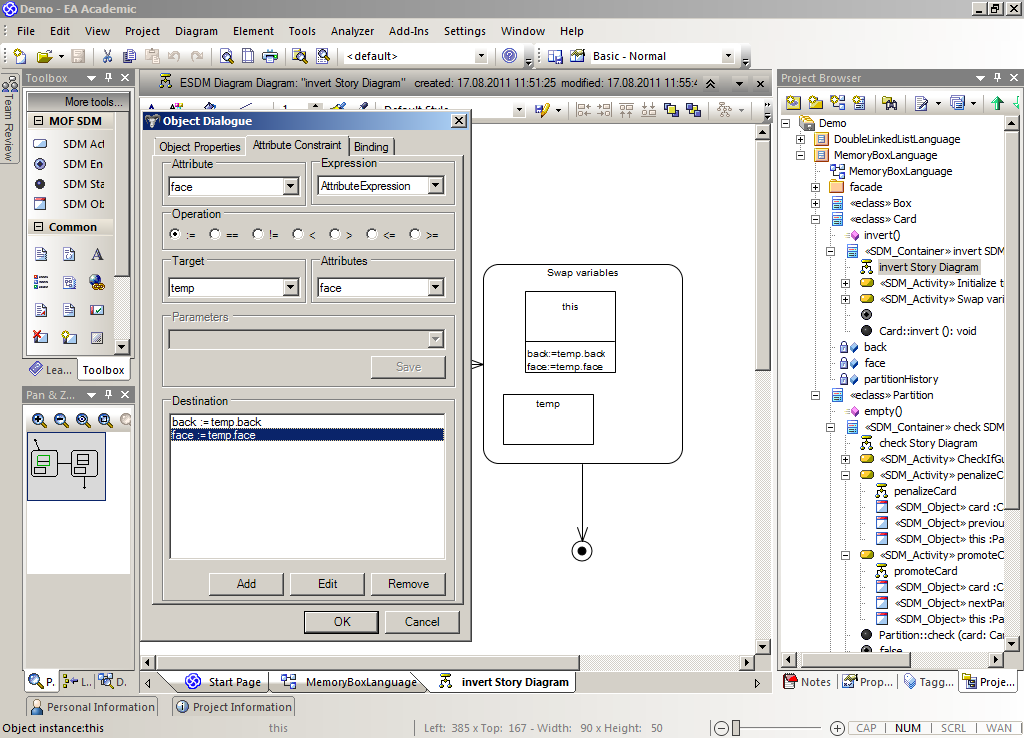 Demo - EA Academic
File Edit View Project Diagram Element Tools Analyzer Add-Ins Settings Window Help
<default> Basic - Normal
Toolbox
ESDM Diagram Diagram: "invert Story Diagram" created: 17.08.2011 11:51:25 modified: 17.08.2011 11:55:4
Project Browser
Team Review
More tools...
MOF SDM
SDM Act
SDM En
SDM Sta
SDM Ob
Common
Lea... Toolbox
Pan & Z...
P. L.. D.
Default Style
Object Dialogue
Object Properties Attribute Constraint Binding
Attribute Expression
face AttributeExpression
Operation
:= == != < > <= >=
Target Attributes
temp face
Parameters
Save
Destination
back := temp.back
face := temp.face
Add Edit Remove
OK Cancel
Swap variables
this
back:=temp.back
face:=temp.face
temp
Demo
DoubleLinkedListLanguage
MemoryBoxLanguage
MemoryBoxLanguage
facade
«eclass» Box
«eclass» Card
invert()
«SDM_Container» invert SDM
invert Story Diagram
«SDM_Activity» Initialize t
«SDM_Activity» Swap vari
Card::invert (): void
back
face
partitionHistory
«eclass» Partition
empty()
«SDM_Container» check SDM
check Story Diagram
«SDM_Activity» CheckIfGu
«SDM_Activity» penalizeC
penalizeCard
«SDM_Object» card :C
«SDM_Object» previou
«SDM_Object» this :Pa
«SDM_Activity» promoteC
promoteCard
«SDM_Object» card :C
«SDM_Object» nextPar
«SDM_Object» this :Pa
Partition::check (card: Car
false
Start Page MemoryBoxLanguage invert Story Diagram
Notes Prop... Tagg... Proje...
Personal Information Project Information
Object instance:this this Left: 385 x Top: 167 - Width: 90 x Height: 50 CAP NUM SCRL WAN